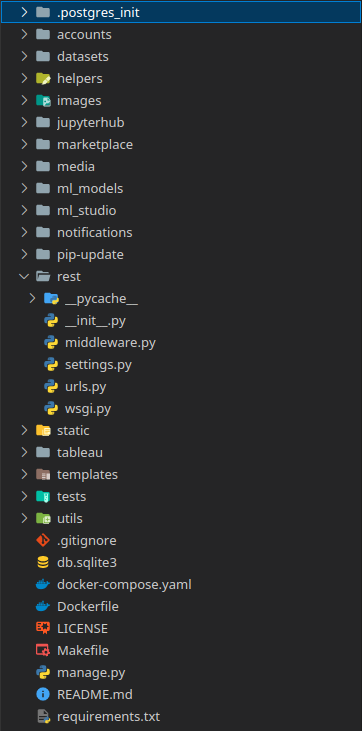 .postgres_init
accounts
datasets
helpers
images
jupyterhub
marketplace
media
ml_models
ml_studio
notifications
pip-update
rest
__pycache__
__init__.py
middleware.py
settings.py
urls.py
wsgi.py
static
tableau
templates
tests
utils
.gitignore
db.sqlite3
docker-compose.yaml
Dockerfile
LICENSE
Makefile
manage.py
README.md
requirements.txt